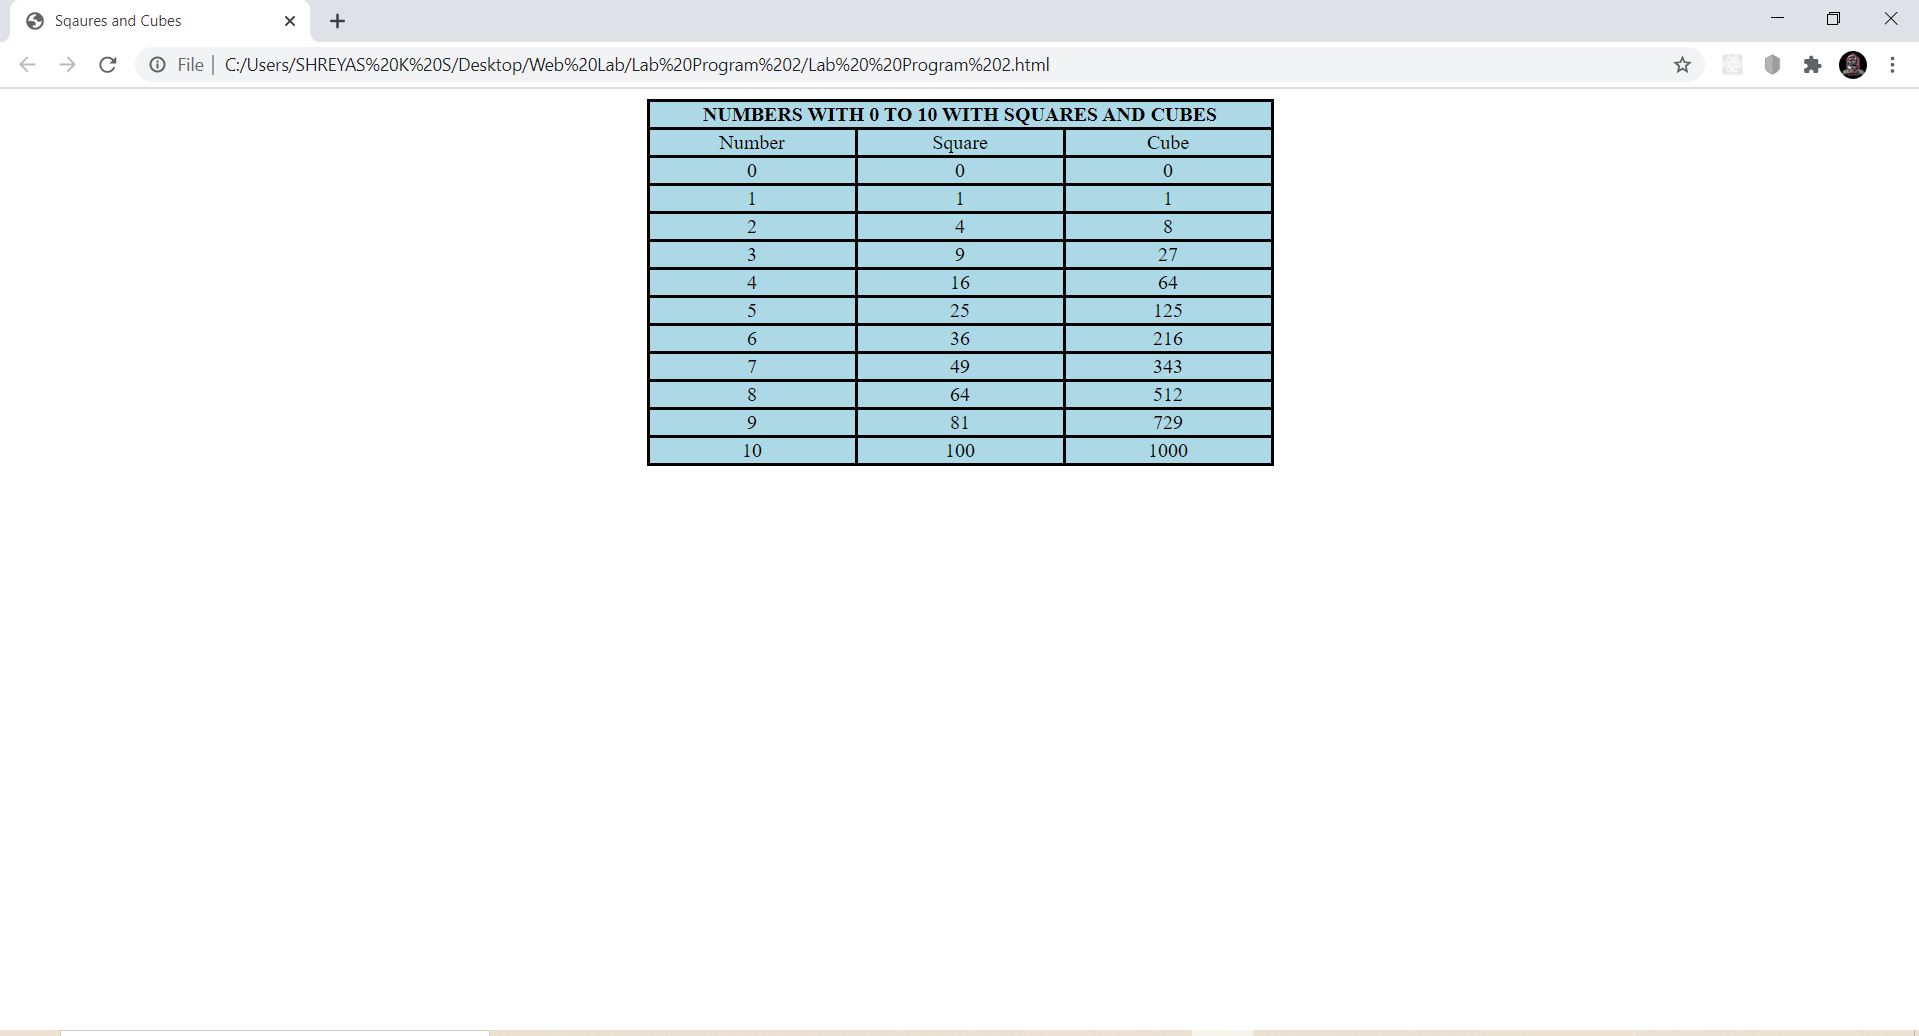 Sqaures and Cubes
File | C:/Users/SHREYAS%20K%20S/Desktop/Web%20Lab/Lab%20Program%202/Lab%20%20Program%202.html
NUMBERS WITH 0 TO 10 WITH SQUARES AND CUBES
Number Square Cube
0 0 0
1 1 1
2 4 8
3 9 27
4 16 64
5 25 125
6 36 216
7 49 343
8 64 512
9 81 729
10 100 1000